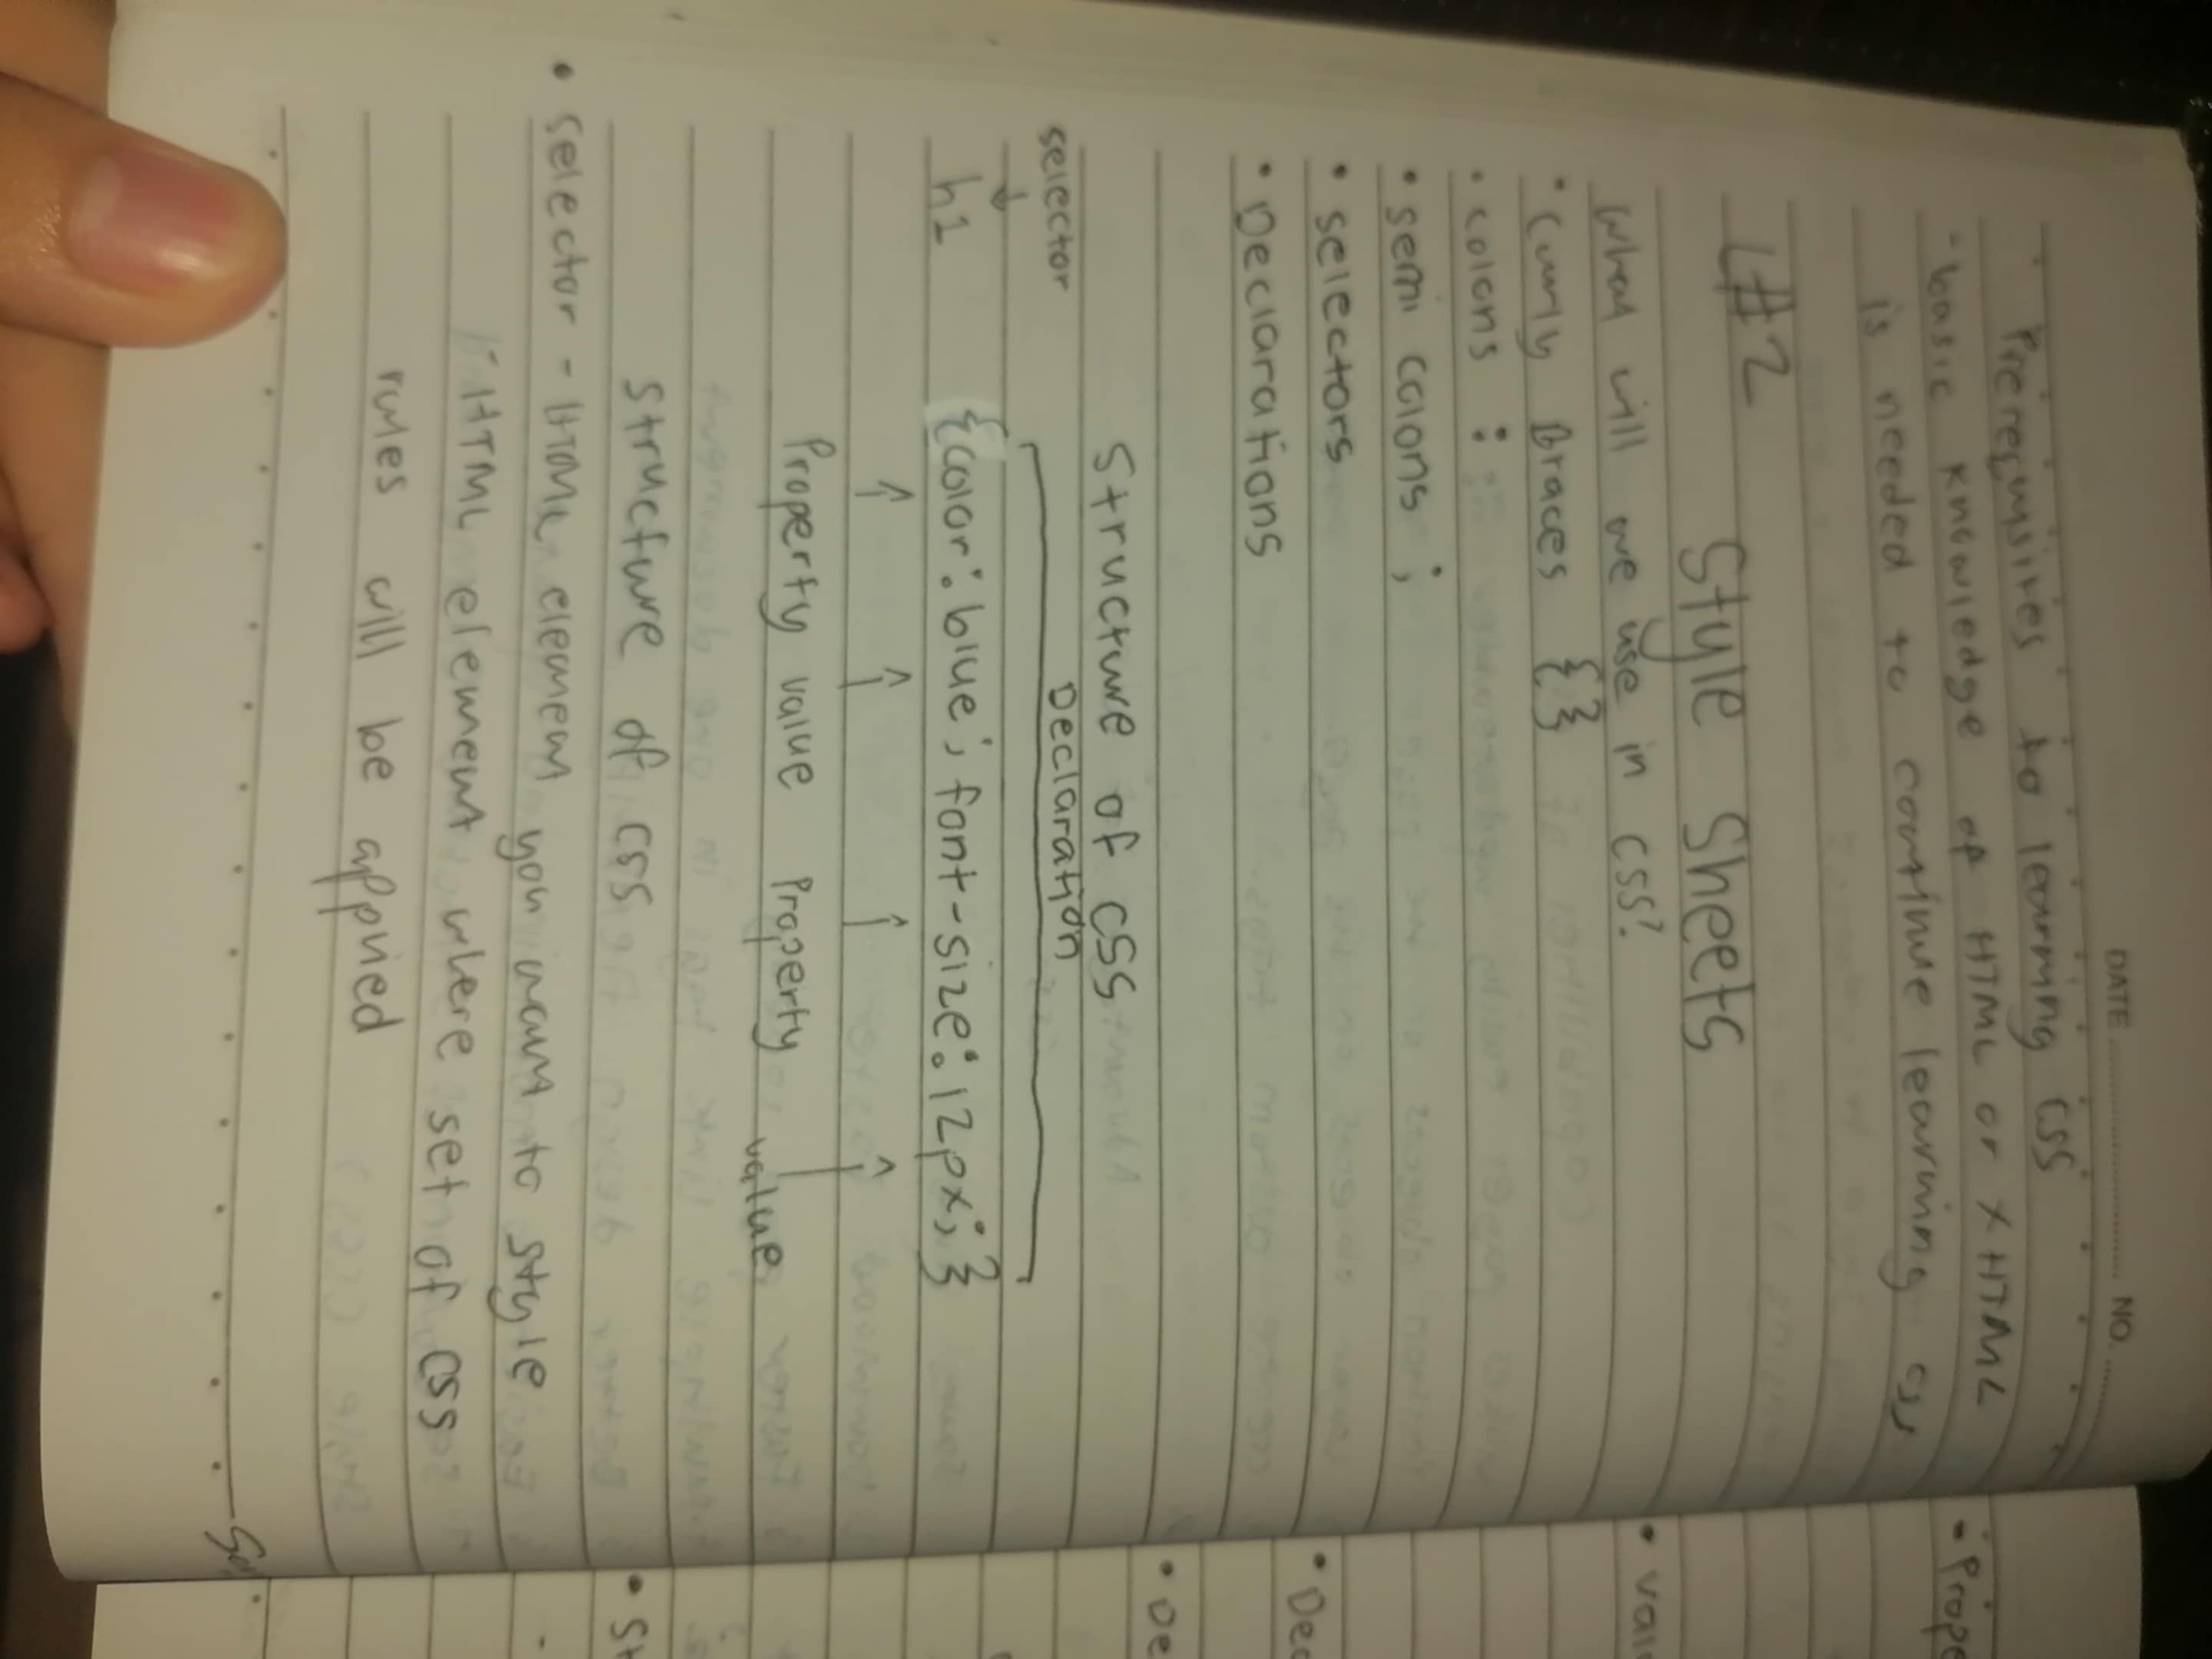 DATE NO.
Prerequisites to learning CSS
- basic knowledge of HTML or XHTML
is needed to continue learning css
L#2
Style Sheets
What will we use in CSS?
• Curly Braces {}
• colons :
• semi colons ;
• selectors
• Declarations
Structure of CSS
selector Declaration
h1 {color: blue; font-size: 12px;}
Property value Property value
Structure of CSS
• selector - HTML element you want to style
HTML element where set of CSS
rules will be applied
• Prope
• valu
• Dec
• De
• St